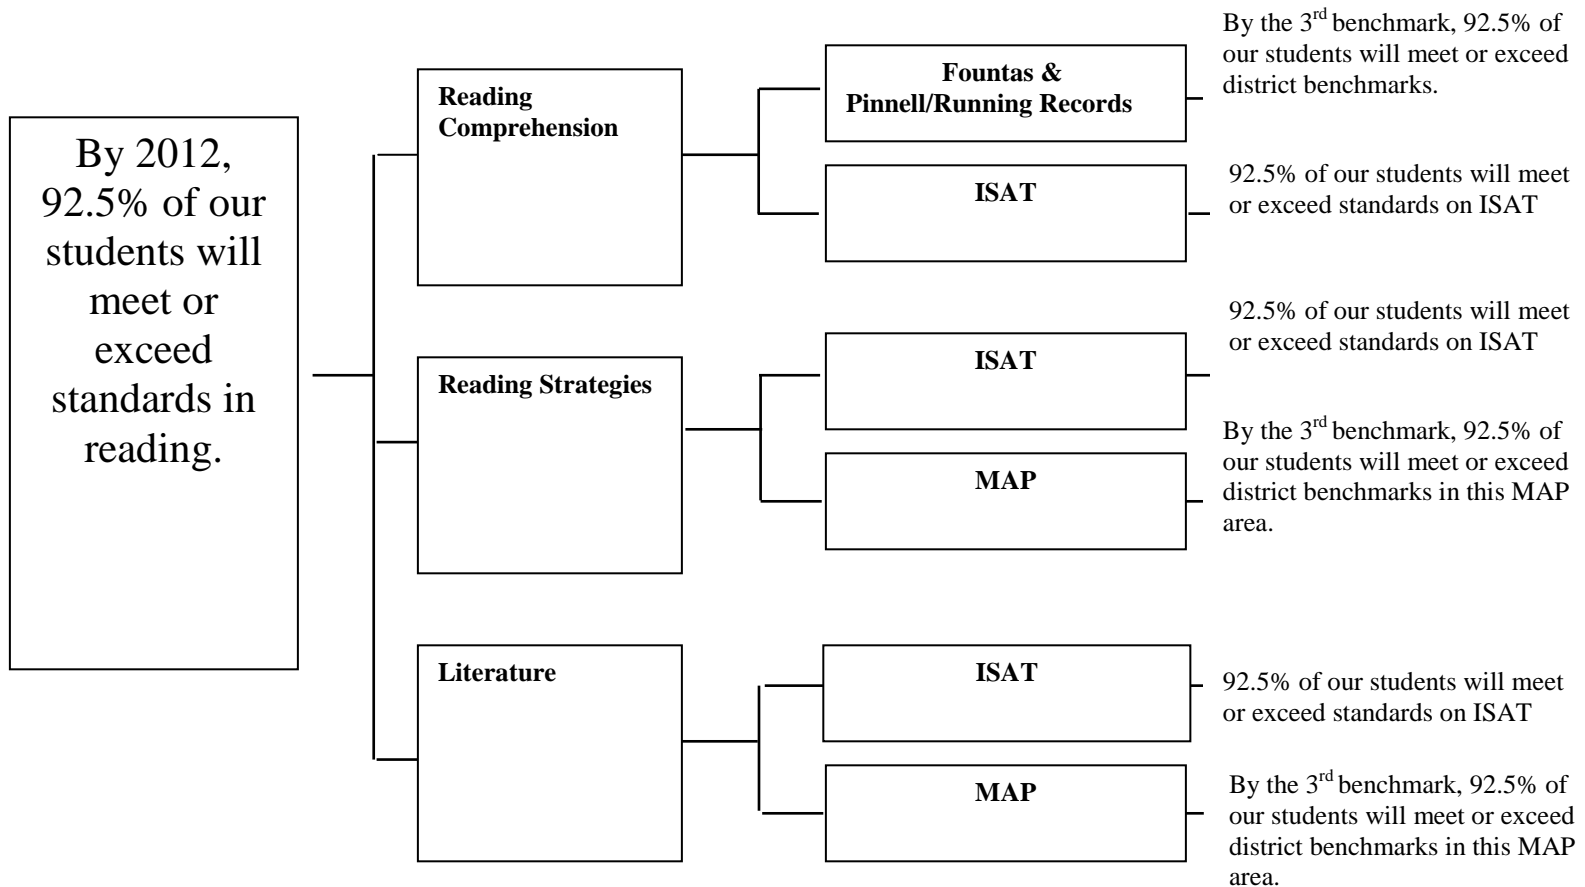 By 2012,
92.5% of our
students will
meet or
exceed
standards in
reading.
Reading
Comprehension
Fountas &
Pinnell/Running Records
By the 3rd benchmark, 92.5% of
our students will meet or exceed
district benchmarks.
ISAT
92.5% of our students will meet
or exceed standards on ISAT
Reading Strategies
ISAT
92.5% of our students will meet
or exceed standards on ISAT
MAP
By the 3rd benchmark, 92.5% of
our students will meet or exceed
district benchmarks in this MAP
area.
Literature
ISAT
92.5% of our students will meet
or exceed standards on ISAT
MAP
By the 3rd benchmark, 92.5% of
our students will meet or exceed
district benchmarks in this MAP
area.